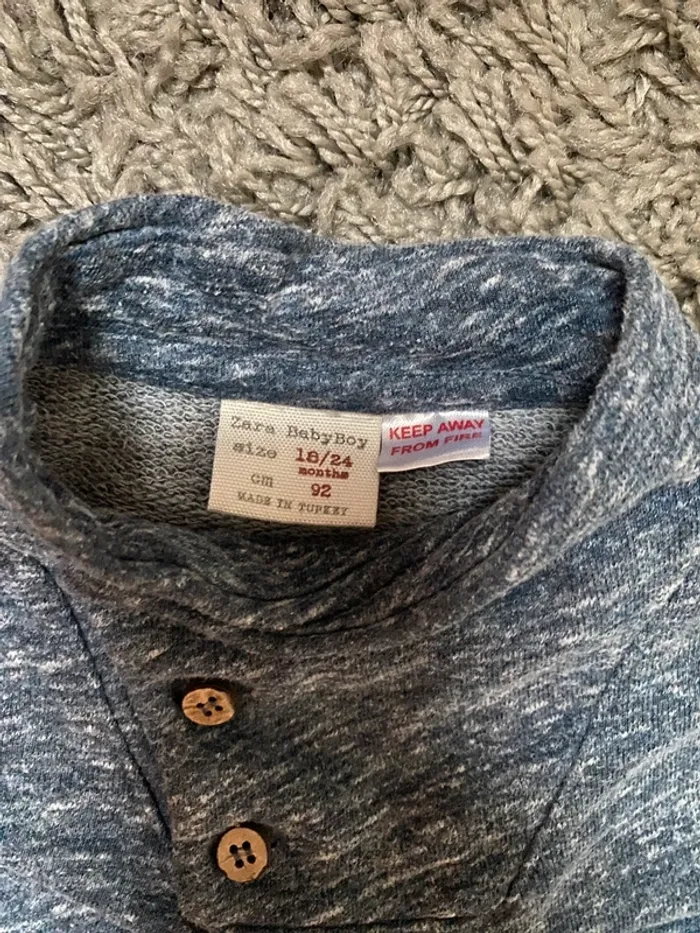 Zara BabyBoy
size 18/24
months
cm 92
MADE IN TURKEY
KEEP AWAY
FROM FIRE